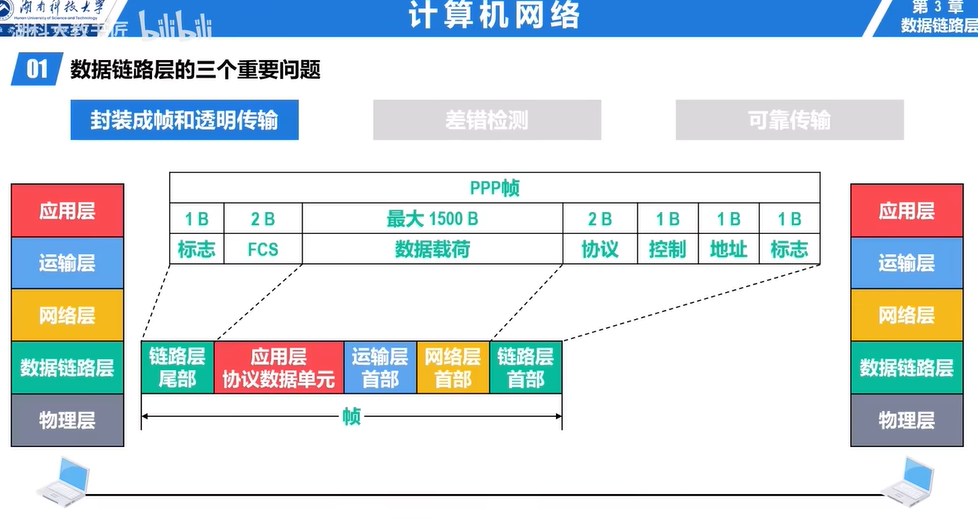 湖南科技大学
Hunan University of Science and Technology
湖科大教书匠
bilibili
计算机网络
第 3 章
数据链路层
01 数据链路层的三个重要问题
封装成帧和透明传输 差错检测 可靠传输
PPP帧
1 B 2 B 最大 1500 B 2 B 1 B 1 B 1 B
标志 FCS 数据载荷 协议 控制 地址 标志
应用层
运输层
网络层
数据链路层
物理层
链路层
尾部
应用层
协议数据单元
运输层
首部
网络层
首部
链路层
首部
帧
应用层
运输层
网络层
数据链路层
物理层